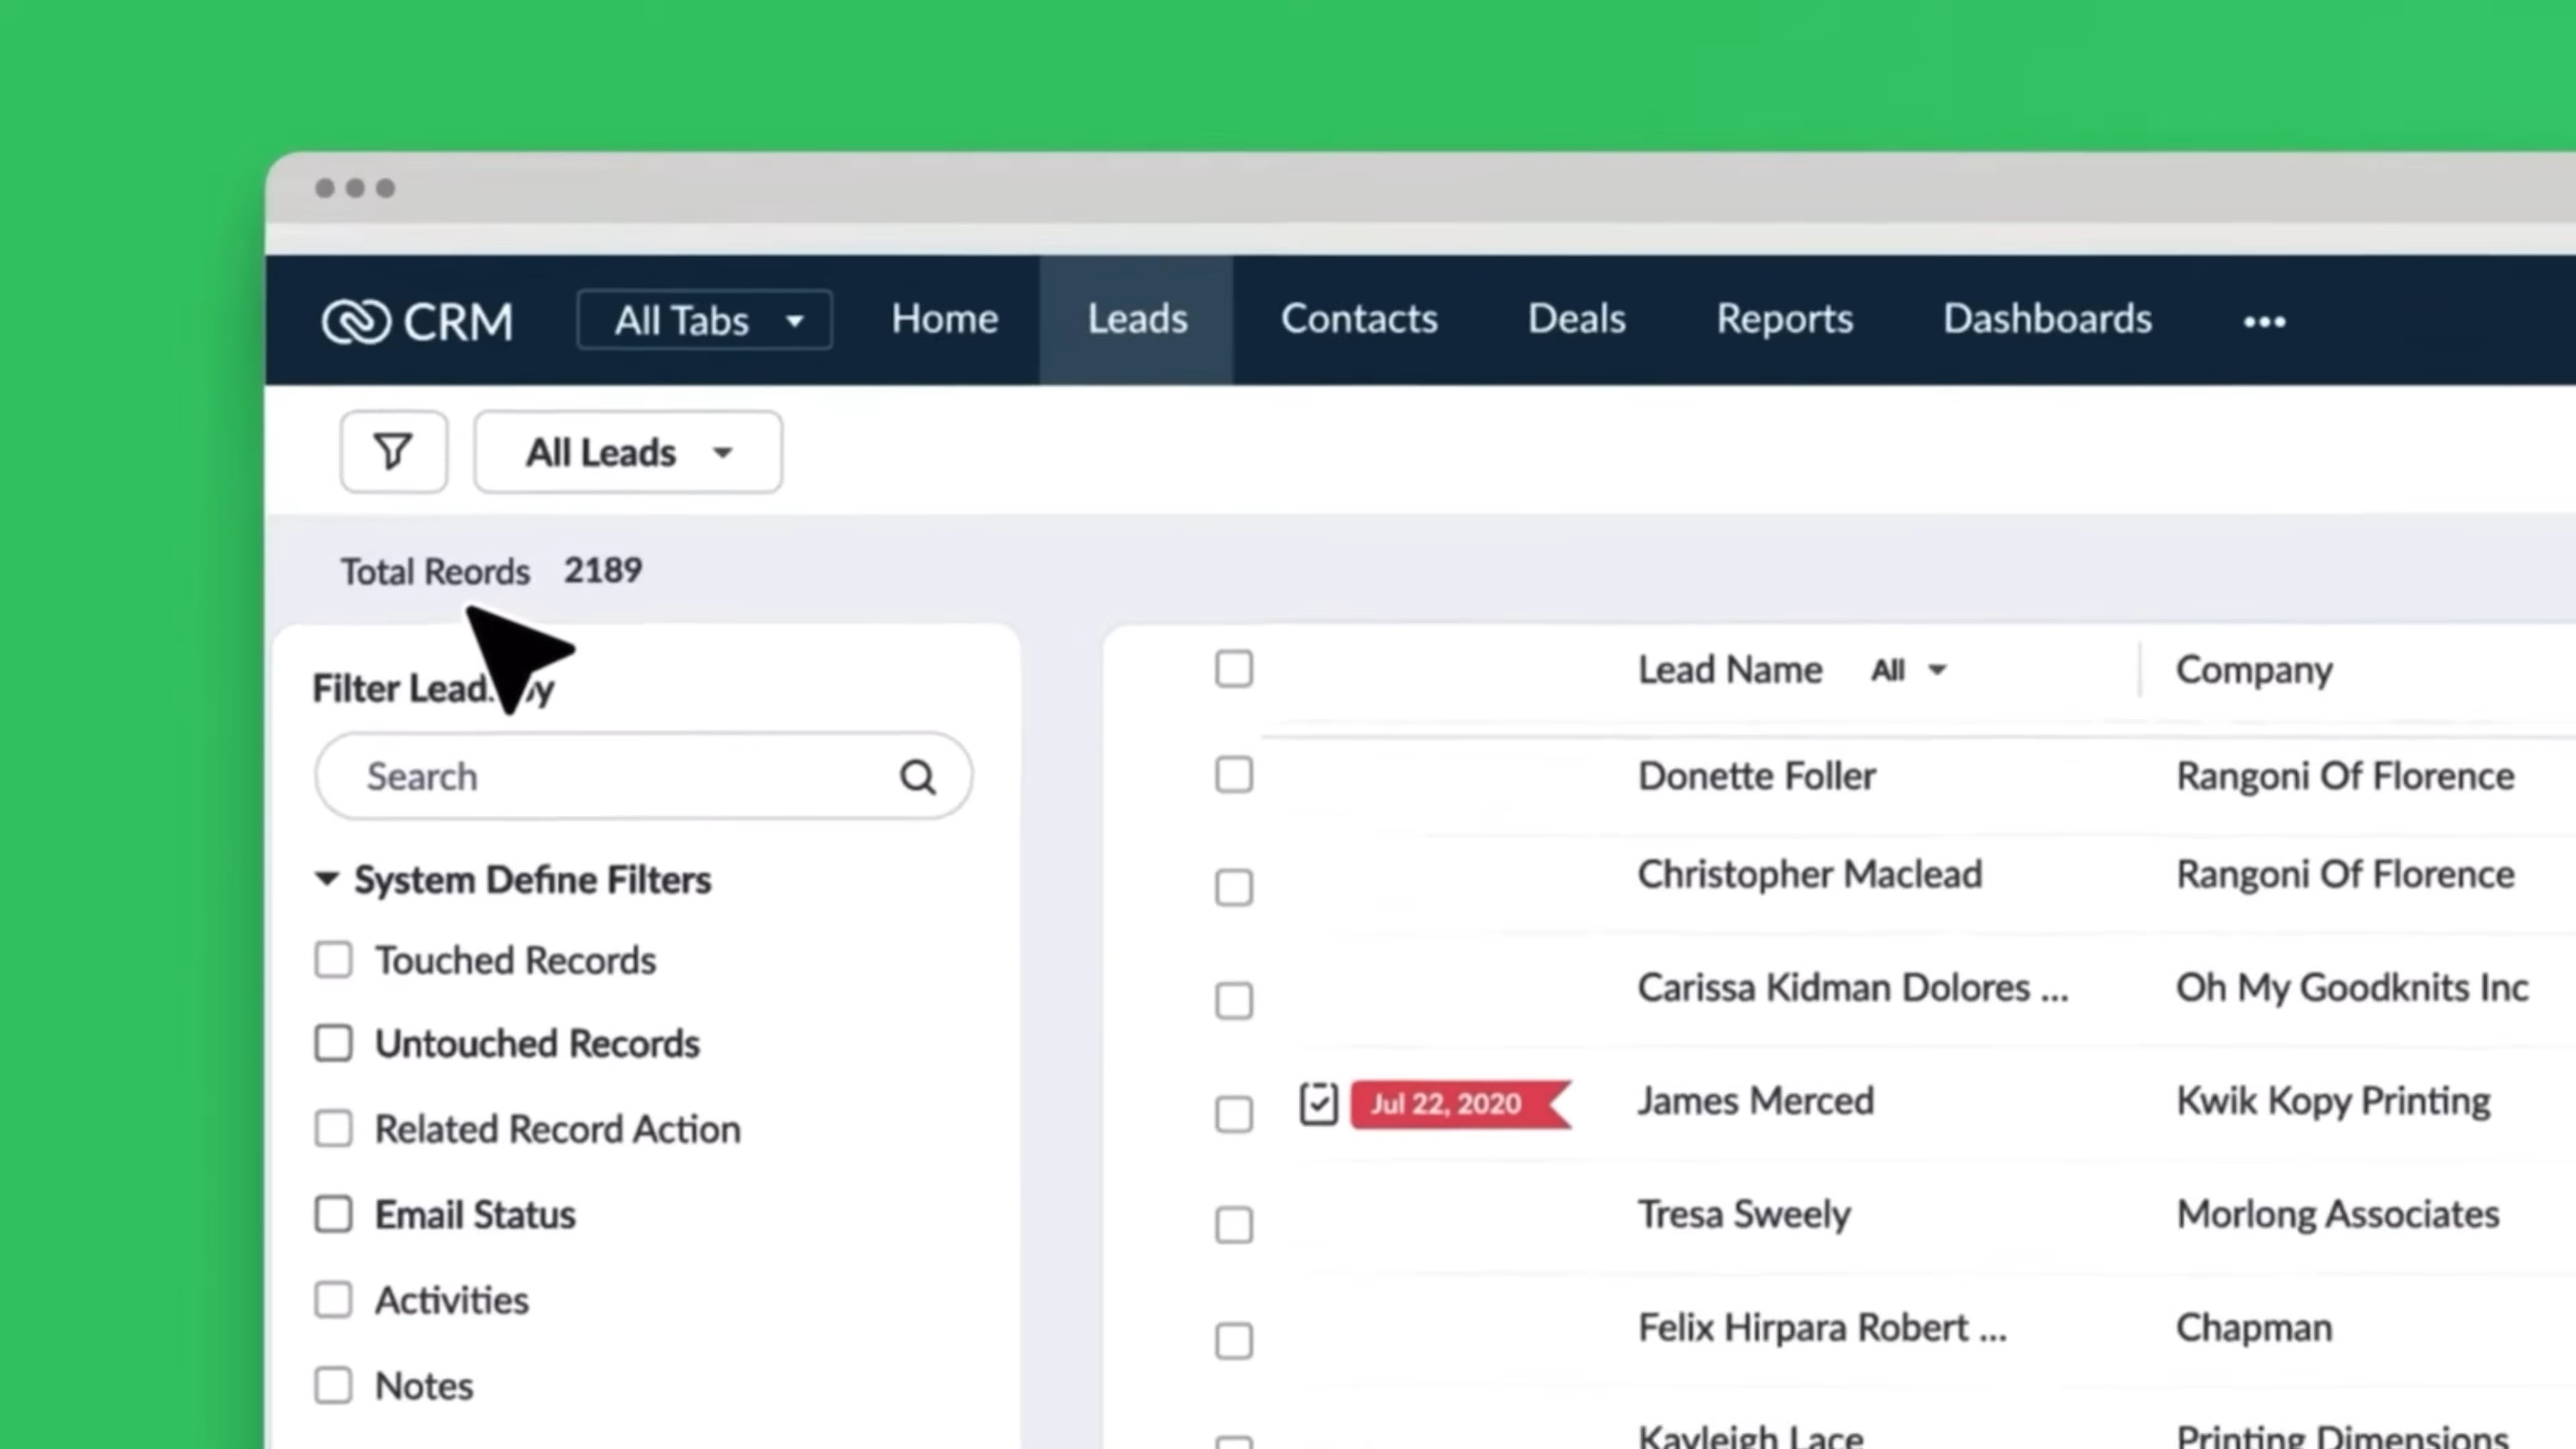 CRM All Tabs Home Leads Contacts Deals Reports Dashboards •••
All Leads
Total Reords 2189
Filter Lead
Search
System Define Filters
Touched Records
Untouched Records
Related Record Action
Email Status
Activities
Notes
Lead Name All Company
Donette Foller Rangoni Of Florence
Christopher Maclead Rangoni Of Florence
Carissa Kidman Dolores ... Oh My Goodknits Inc
Jul 22, 2020 James Merced Kwik Kopy Printing
Tresa Sweely Morlong Associates
Felix Hirpara Robert ... Chapman
Kayleigh Lace Printing Dimensions